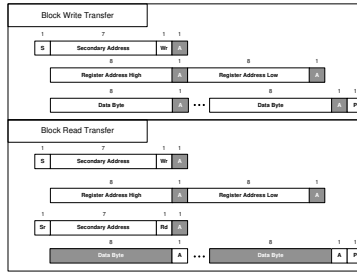 Block Write Transfer
1 7 1 1
S Secondary Address Wr A
8 1 8 1
Register Address High A Register Address Low A
8 1 8 1 1
Data Byte A ••• Data Byte A P
Block Read Transfer
1 7 1 1
S Secondary Address Wr A
8 1 8 1
Register Address High A Register Address Low A
1 7 1 1
Sr Secondary Address Rd A
8 1 8 1 1
Data Byte A ••• Data Byte A P